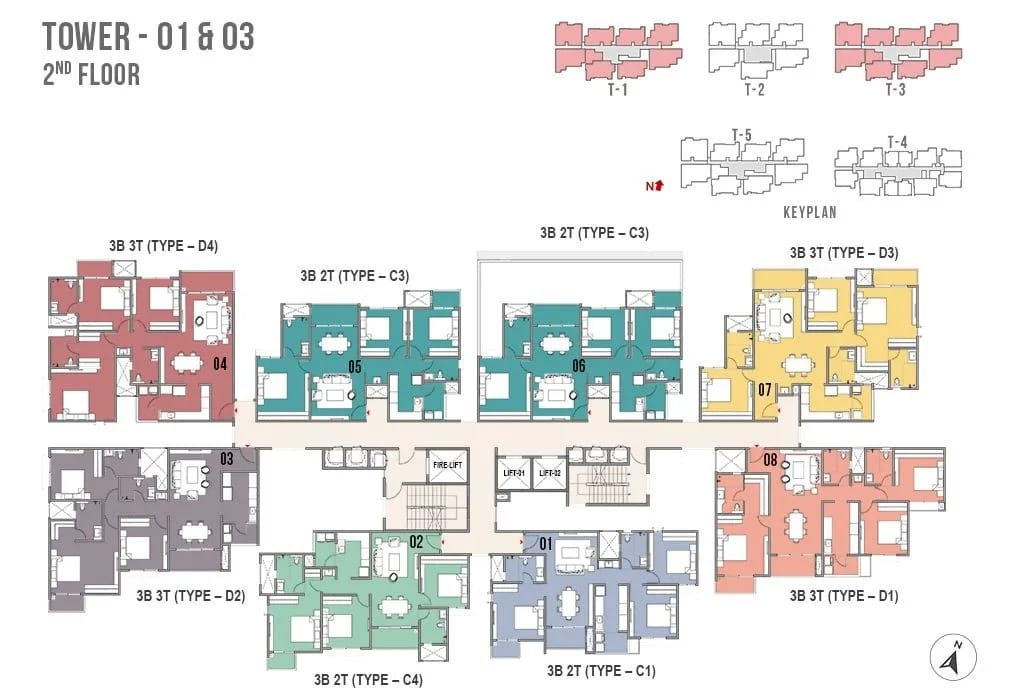 TOWER - 01 & 03
2ND FLOOR
T-1
T-2
T-3
T-5
T-4
N
KEYPLAN
3B 3T (TYPE – D4)
3B 2T (TYPE – C3)
3B 2T (TYPE – C3)
3B 3T (TYPE – D3)
04
05
06
07
03
FIRE-LIFT
LIFT-01
LIFT-02
08
02
01
3B 3T (TYPE – D2)
3B 3T (TYPE – D1)
3B 2T (TYPE – C4)
3B 2T (TYPE – C1)
N